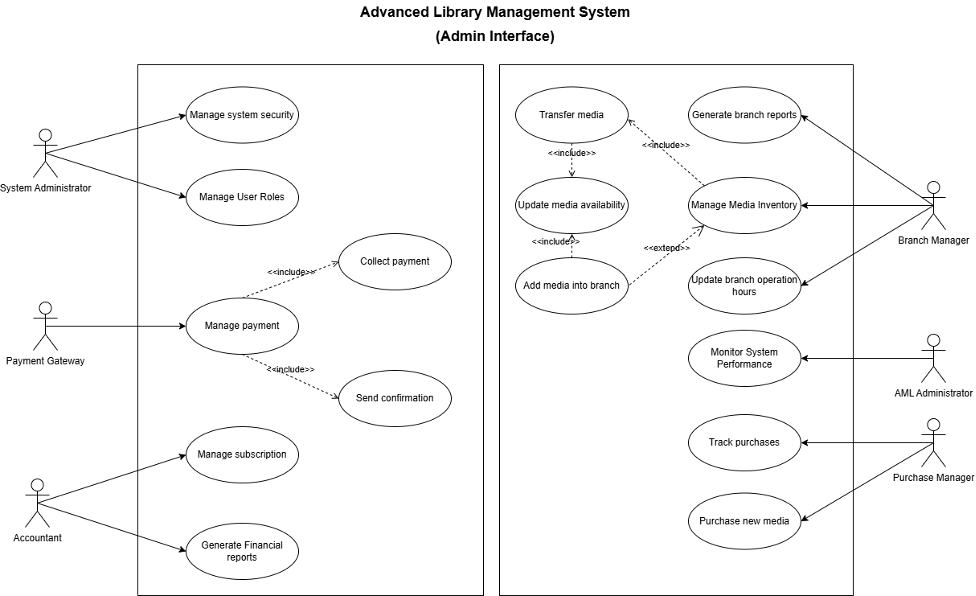 Advanced Library Management System
(Admin Interface)
Manage system security
System Administrator
Manage User Roles
<<include>>
Collect payment
Manage payment
Payment Gateway
<<include>>
Send confirmation
Manage subscription
Accountant
Generate Financial
reports
Transfer media
Generate branch reports
<<include>>
<<include>>
Update media availability
Manage Media Inventory
Branch Manager
<<include>>
<<extend>>
Add media into branch
Update branch operation
hours
Monitor System
Performance
AML Administrator
Track purchases
Purchase Manager
Purchase new media